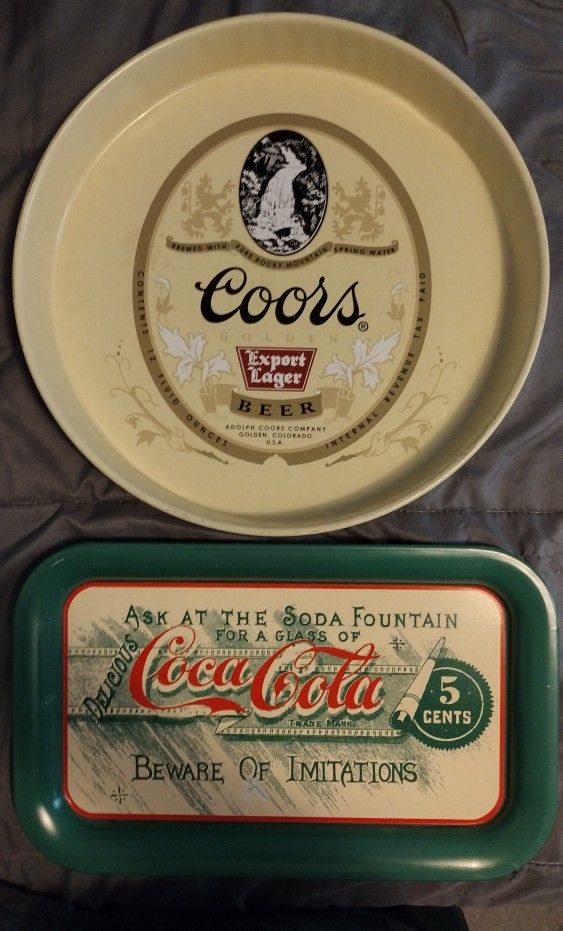 BREWED WITH PURE ROCKY MOUNTAIN SPRING WATER
Coors®
GOLDEN
Export
Lager
BEER
ADOLPH COORS COMPANY
GOLDEN, COLORADO
U.S.A.
CONTENTS 12 FLUID OUNCES
INTERNAL REVENUE TAX PAID
ASK AT THE SODA FOUNTAIN
FOR A GLASS OF
DELICIOUS
Coca Cola
TRADE MARK
5
CENTS
BEWARE OF IMITATIONS